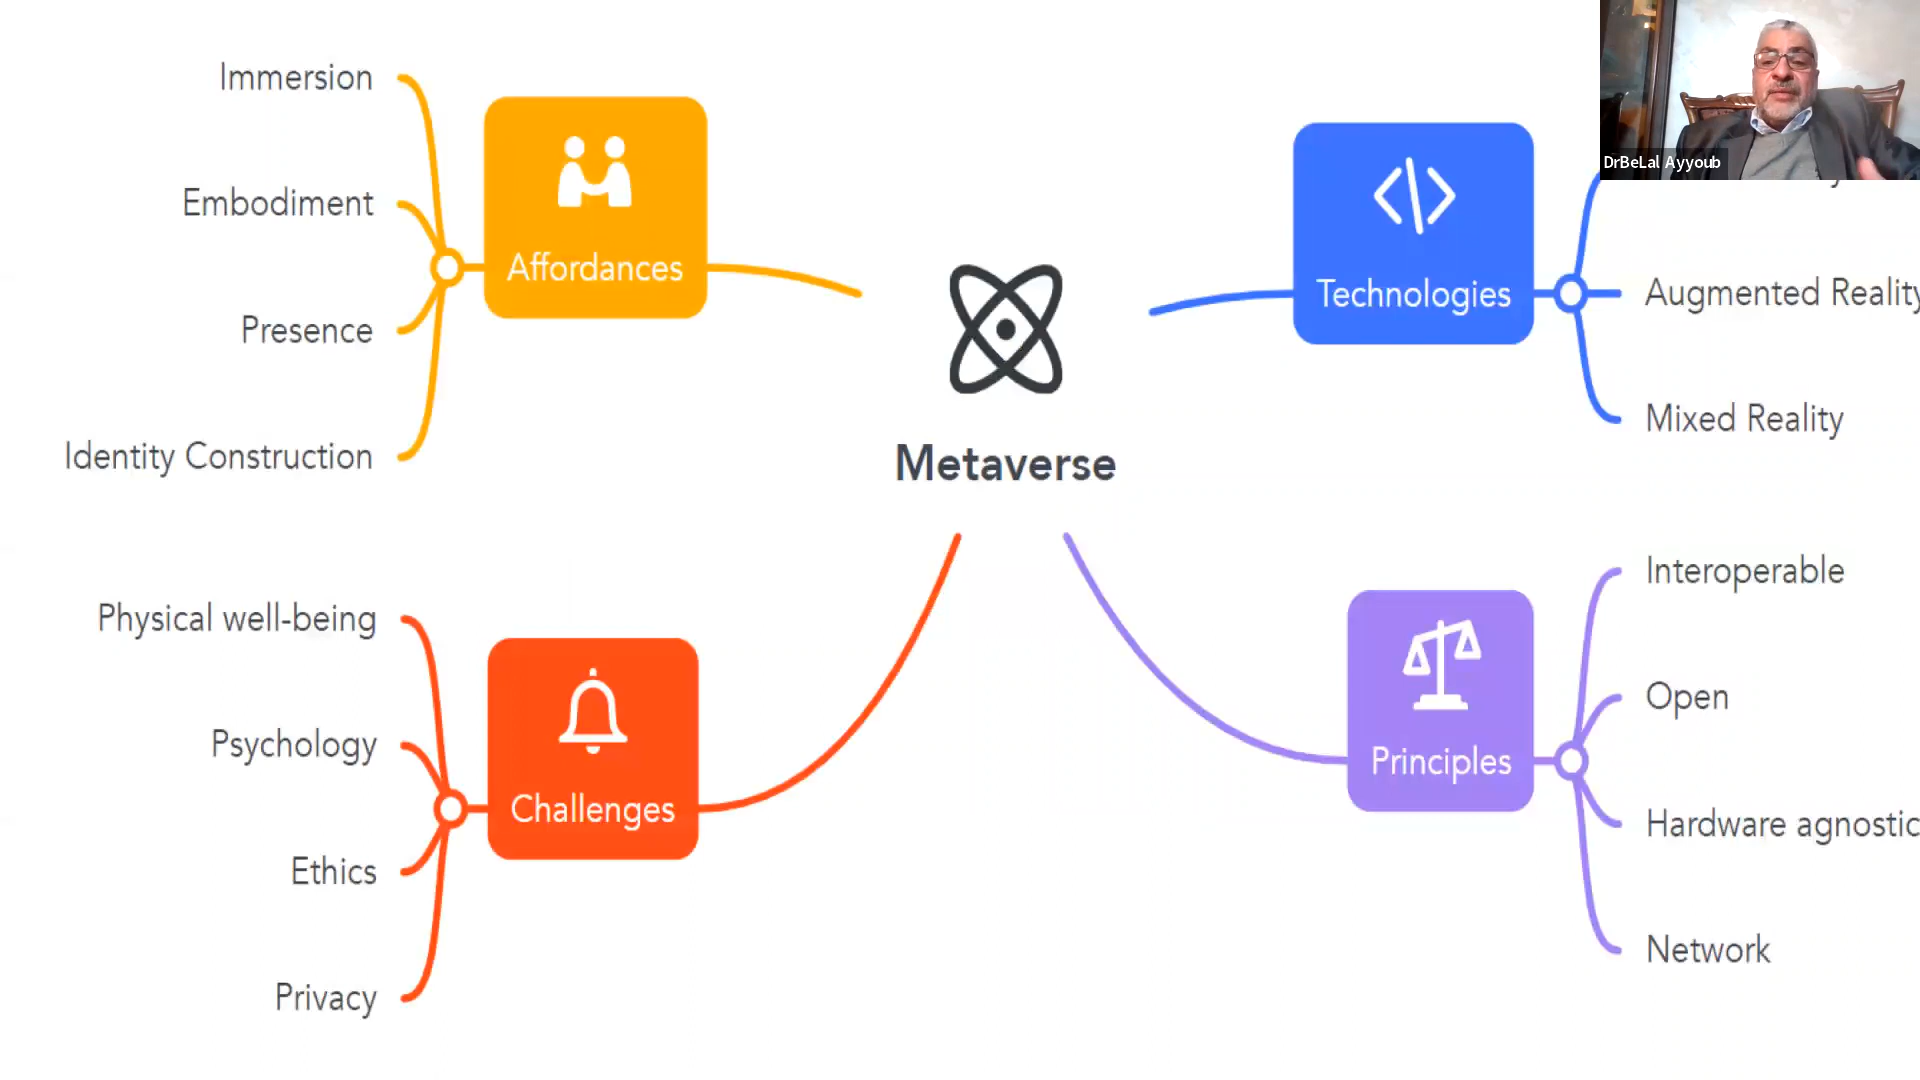 Immersion
Embodiment
Presence
Identity Construction
Affordances
Physical well-being
Psychology
Ethics
Privacy
Challenges
Metaverse
Technologies
Augmented Reality
Mixed Reality
Principles
Interoperable
Open
Hardware agnostic
Network
DrBeLal Ayyoub